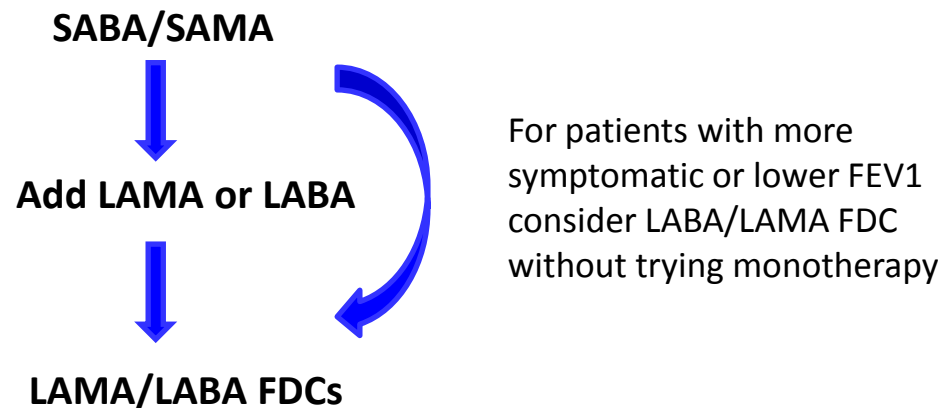 SABA/SAMA
Add LAMA or LABA
LAMA/LABA FDCs
For patients with more
symptomatic or lower FEV1
consider LABA/LAMA FDC
without trying monotherapy